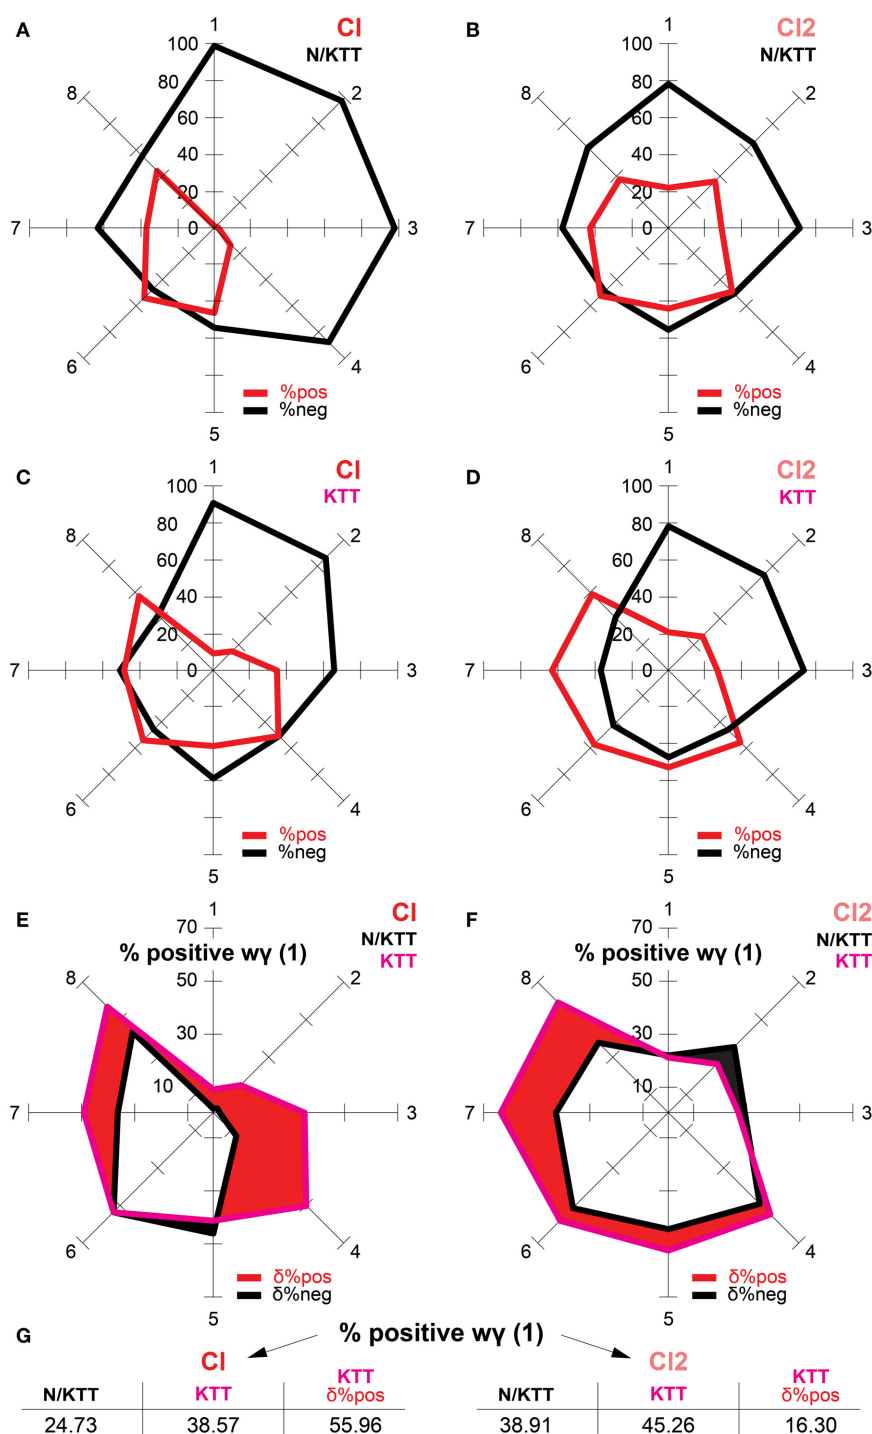 A
1
CI
N/KTT
100
80
60
40
20
0
2
3
4
5
6
7
8
%pos
%neg
B
1
CI2
N/KTT
100
80
60
40
20
0
2
3
4
5
6
7
8
%pos
%neg
C
1
CI
KTT
100
80
60
40
20
0
2
3
4
5
6
7
8
%pos
%neg
D
1
CI2
KTT
100
80
60
40
20
0
2
3
4
5
6
7
8
%pos
%neg
E
1
CI
N/KTT
KTT
70
% positive wγ (1)
50
30
10
2
3
4
5
6
7
8
δ%pos
δ%neg
F
1
CI2
N/KTT
KTT
70
% positive wγ (1)
50
30
10
2
3
4
5
6
7
8
δ%pos
δ%neg
G
% positive wγ (1)
CI
N/KTT KTT KTT δ%pos
24.73 38.57 55.96
CI2
N/KTT KTT KTT δ%pos
38.91 45.26 16.30